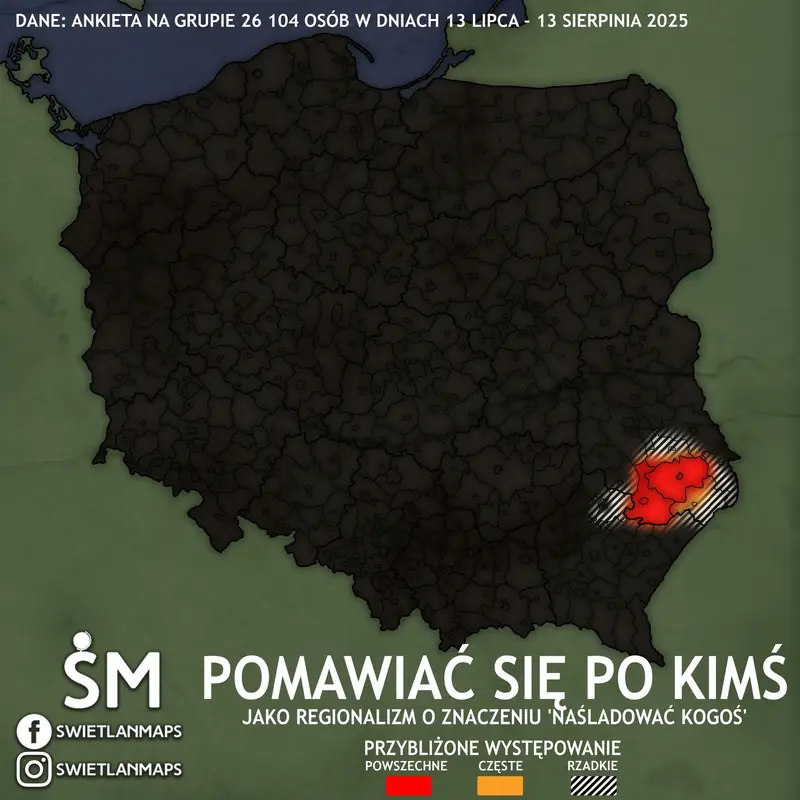 DANE: ANKIETA NA GRUPIE 26 104 OSÓB W DNIACH 13 LIPCA - 13 SIERPNIA 2025
ŚM
POMAWIAĆ SIĘ PO KIMŚ
JAKO REGIONALIZM O ZNACZENIU 'NAŚLADOWAĆ KOGOŚ'
SWIETLANMAPS
SWIETLANMAPS
PRZYBLIŻONE WYSTĘPOWANIE
POWSZECHNE CZĘSTE RZADKIE